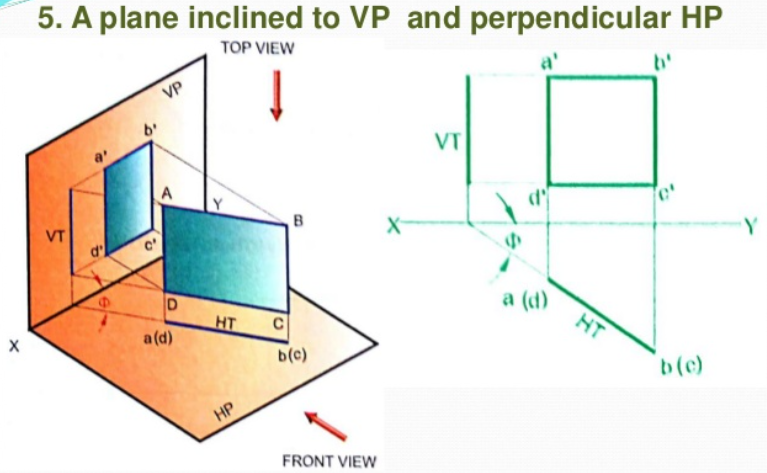 5. A plane inclined to VP and perpendicular HP
TOP VIEW
VP
b'
a'
A
Y
B
VT
d'
c'
Φ
D
HT
C
a(d)
b(c)
X
HP
FRONT VIEW
a'
b'
VT
d'
c'
X
Y
Φ
a (d)
HT
b(c)